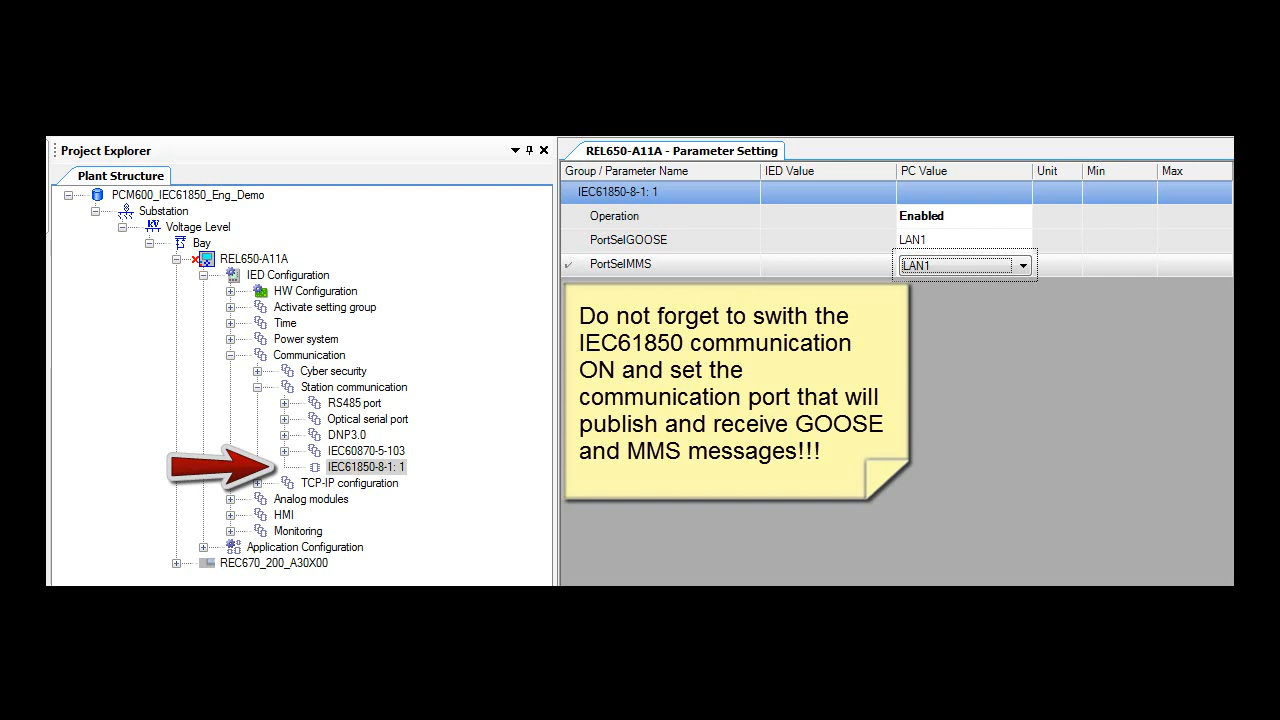 Project Explorer
Plant Structure
PCM600_IEC61850_Eng_Demo
Substation
KV Voltage Level
Bay
REL650-A11A
IED Configuration
HW Configuration
Activate setting group
Time
Power system
Communication
Cyber security
Station communication
RS485 port
Optical serial port
DNP3.0
IEC60870-5-103
IEC61850-8-1: 1
TCP-IP configuration
Analog modules
HMI
Monitoring
Application Configuration
REC670_200_A30X00
REL650-A11A - Parameter Setting
Group / Parameter Name IED Value PC Value Unit Min Max
IEC61850-8-1: 1
Operation Enabled
PortSelGOOSE LAN1
PortSelMMS LAN1
Do not forget to swith the
IEC61850 communication
ON and set the
communication port that will
publish and receive GOOSE
and MMS messages!!!